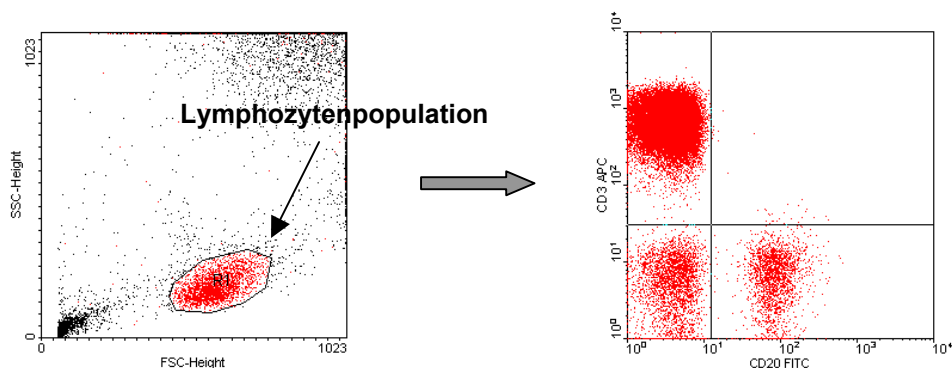 1023
SSC-Height
0
0
1023
FSC-Height
Lymphozytenpopulation
R1
10⁴
10³
10²
10¹
10⁰
CD3 APC
10⁰
10¹
10²
10³
10⁴
CD20 FITC